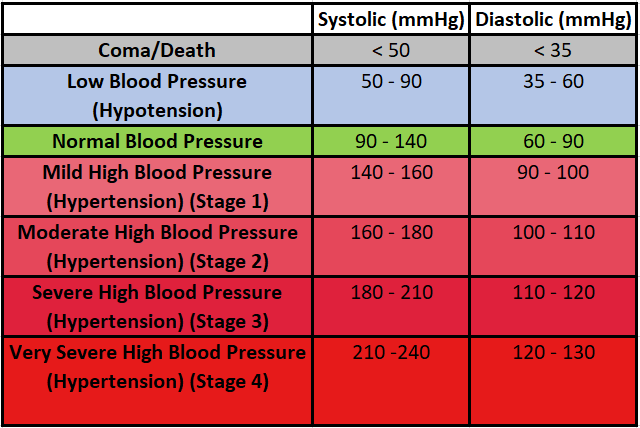 Systolic (mmHg) Diastolic (mmHg)
Coma/Death < 50 < 35
Low Blood Pressure 50 - 90 35 - 60
(Hypotension)
Normal Blood Pressure 90 - 140 60 - 90
Mild High Blood Pressure 140 - 160 90 - 100
(Hypertension) (Stage 1)
Moderate High Blood Pressure 160 - 180 100 - 110
(Hypertension) (Stage 2)
Severe High Blood Pressure 180 - 210 110 - 120
(Hypertension) (Stage 3)
Very Severe High Blood Pressure 210 -240 120 - 130
(Hypertension) (Stage 4)